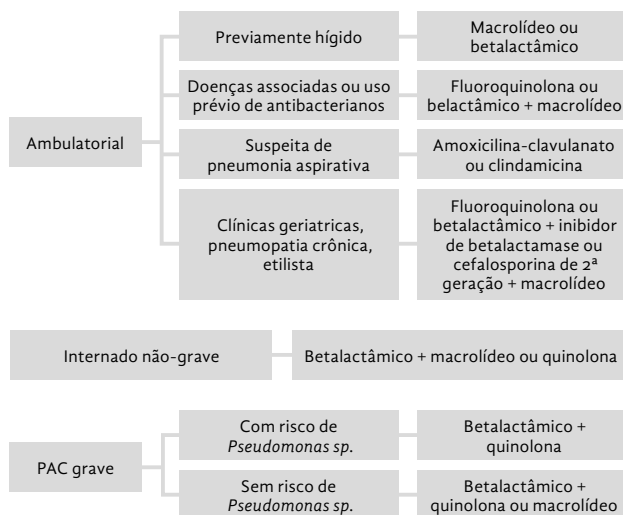 Ambulatorial
Previamente hígido
Macrolídeo ou
betalactâmico
Doenças associadas ou uso
prévio de antibacterianos
Fluoroquinolona ou
belactâmico + macrolídeo
Suspeita de
pneumonia aspirativa
Amoxicilina-clavulanato
ou clindamicina
Clínicas geriatricas,
pneumopatia crônica,
etilista
Fluoroquinolona ou
betalactâmico + inibidor
de betalactamase ou
cefalosporina de 2ª
geração + macrolídeo
Internado não-grave
Betalactâmico + macrolídeo ou quinolona
PAC grave
Com risco de
Pseudomonas sp.
Betalactâmico +
quinolona
Sem risco de
Pseudomonas sp.
Betalactâmico +
quinolona ou macrolídeo